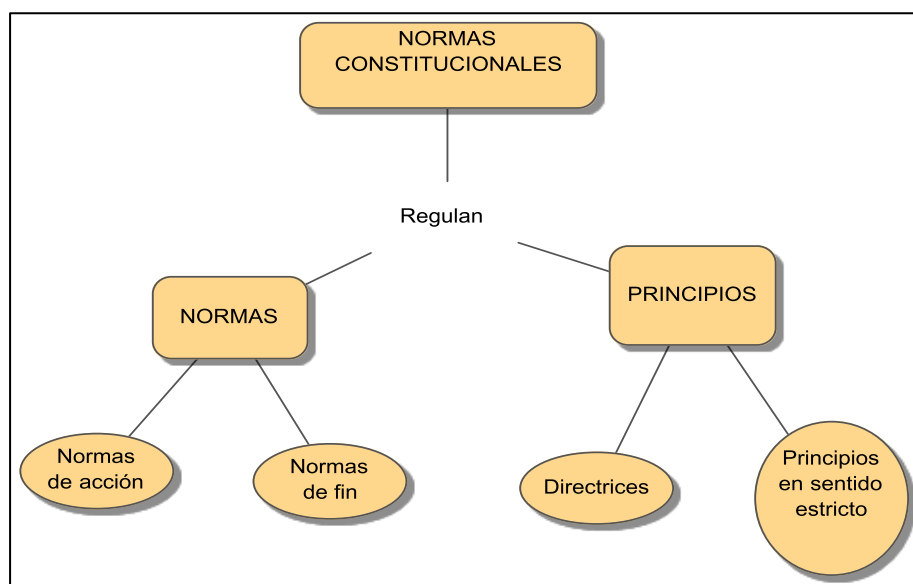 NORMAS
CONSTITUCIONALES
Regulan
NORMAS
PRINCIPIOS
Normas
de acción
Normas
de fin
Directrices
Principios
en sentido
estricto